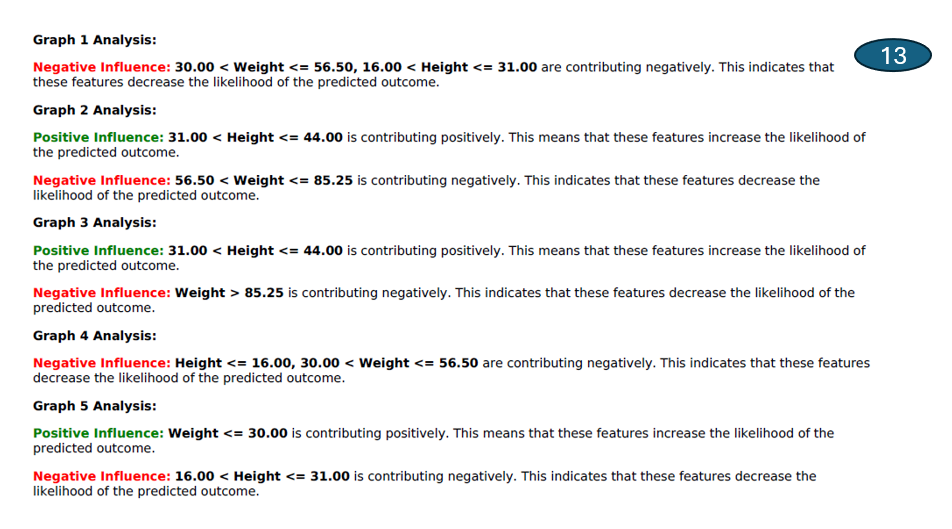 Graph 1 Analysis:
13
Negative Influence: 30.00 < Weight <= 56.50, 16.00 < Height <= 31.00 are contributing negatively. This indicates that
these features decrease the likelihood of the predicted outcome.
Graph 2 Analysis:
Positive Influence: 31.00 < Height <= 44.00 is contributing positively. This means that these features increase the likelihood of
the predicted outcome.
Negative Influence: 56.50 < Weight <= 85.25 is contributing negatively. This indicates that these features decrease the
likelihood of the predicted outcome.
Graph 3 Analysis:
Positive Influence: 31.00 < Height <= 44.00 is contributing positively. This means that these features increase the likelihood of
the predicted outcome.
Negative Influence: Weight > 85.25 is contributing negatively. This indicates that these features decrease the likelihood of the
predicted outcome.
Graph 4 Analysis:
Negative Influence: Height <= 16.00, 30.00 < Weight <= 56.50 are contributing negatively. This indicates that these features
decrease the likelihood of the predicted outcome.
Graph 5 Analysis:
Positive Influence: Weight <= 30.00 is contributing positively. This means that these features increase the likelihood of the
predicted outcome.
Negative Influence: 16.00 < Height <= 31.00 is contributing negatively. This indicates that these features decrease the
likelihood of the predicted outcome.